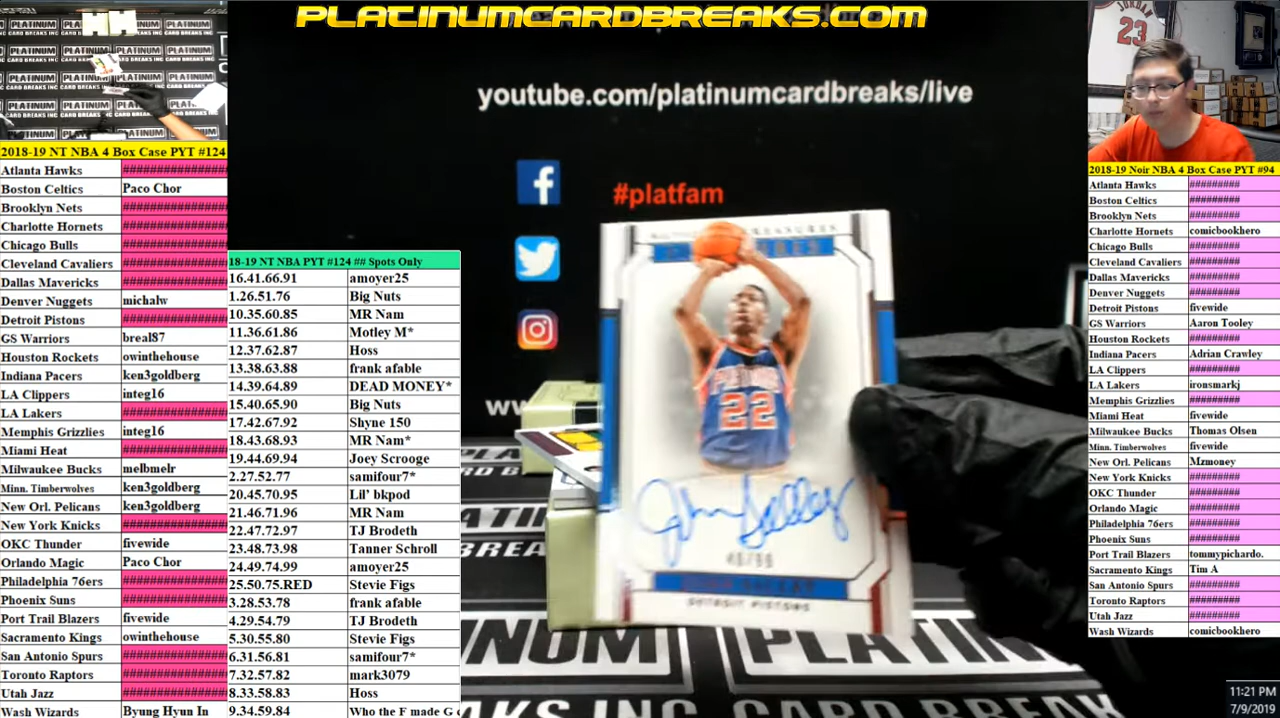 PLATINUMCARDBREAKS.COM
youtube.com/platinumcardbreaks/live
#platfam
2018-19 NT NBA 4 Box Case PYT #124
Atlanta Hawks ############
Boston Celtics Paco Chor
Brooklyn Nets ############
Charlotte Hornets ############
Chicago Bulls ############
Cleveland Cavaliers ############
Dallas Mavericks ############
Denver Nuggets michalw
Detroit Pistons ############
GS Warriors breal87
Houston Rockets owinthehouse
Indiana Pacers ken3goldberg
LA Clippers integ16
LA Lakers ############
Memphis Grizzlies integ16
Miami Heat ############
Milwaukee Bucks melbmelr
Minn. Timberwolves ken3goldberg
New Orl. Pelicans ken3goldberg
New York Knicks ############
OKC Thunder fivewide
Orlando Magic Paco Chor
Philadelphia 76ers ############
Phoenix Suns ############
Port Trail Blazers fivewide
Sacramento Kings owinthehouse
San Antonio Spurs ############
Toronto Raptors ############
Utah Jazz ############
Wash Wizards Byung Hyun In
18-19 NT NBA PYT #124 ## Spots Only
16.41.66.91 amoyer25
1.26.51.76 Big Nuts
10.35.60.85 MR Nam
11.36.61.86 Motley M*
12.37.62.87 Hoss
13.38.63.88 frank afable
14.39.64.89 DEAD MONEY*
15.40.65.90 Big Nuts
17.42.67.92 Shyne 150
18.43.68.93 MR Nam*
19.44.69.94 Joey Scrooge
2.27.52.77 samifour7*
20.45.70.95 Lil' bkpod
21.46.71.96 MR Nam
22.47.72.97 TJ Brodeth
23.48.73.98 Tanner Schroll
24.49.74.99 amoyer25
25.50.75.RED Stevie Figs
3.28.53.78 frank afable
4.29.54.79 TJ Brodeth
5.30.55.80 Stevie Figs
6.31.56.81 samifour7*
7.32.57.82 mark3079
8.33.58.83 Hoss
9.34.59.84 Who the F made G
PISTONS
22
DETROIT PISTONS
JORDAN
23
2018-19 Noir NBA 4 Box Case PYT #94
Atlanta Hawks #########
Boston Celtics #########
Brooklyn Nets #########
Charlotte Hornets comicbookhero
Chicago Bulls #########
Cleveland Cavaliers #########
Dallas Mavericks #########
Denver Nuggets #########
Detroit Pistons fivewide
GS Warriors Aaron Tooley
Houston Rockets #########
Indiana Pacers Adrian Crawley
LA Clippers #########
LA Lakers ironsmarkj
Memphis Grizzlies #########
Miami Heat fivewide
Milwaukee Bucks Thomas Olsen
Minn. Timberwolves fivewide
New Orl. Pelicans Mzmoney
New York Knicks #########
OKC Thunder #########
Orlando Magic #########
Philadelphia 76ers #########
Phoenix Suns #########
Port Trail Blazers tommypichardo.
Sacramento Kings Tim A
San Antonio Spurs #########
Toronto Raptors #########
Utah Jazz #########
Wash Wizards comicbookhero
11:21 PM
7/9/2019